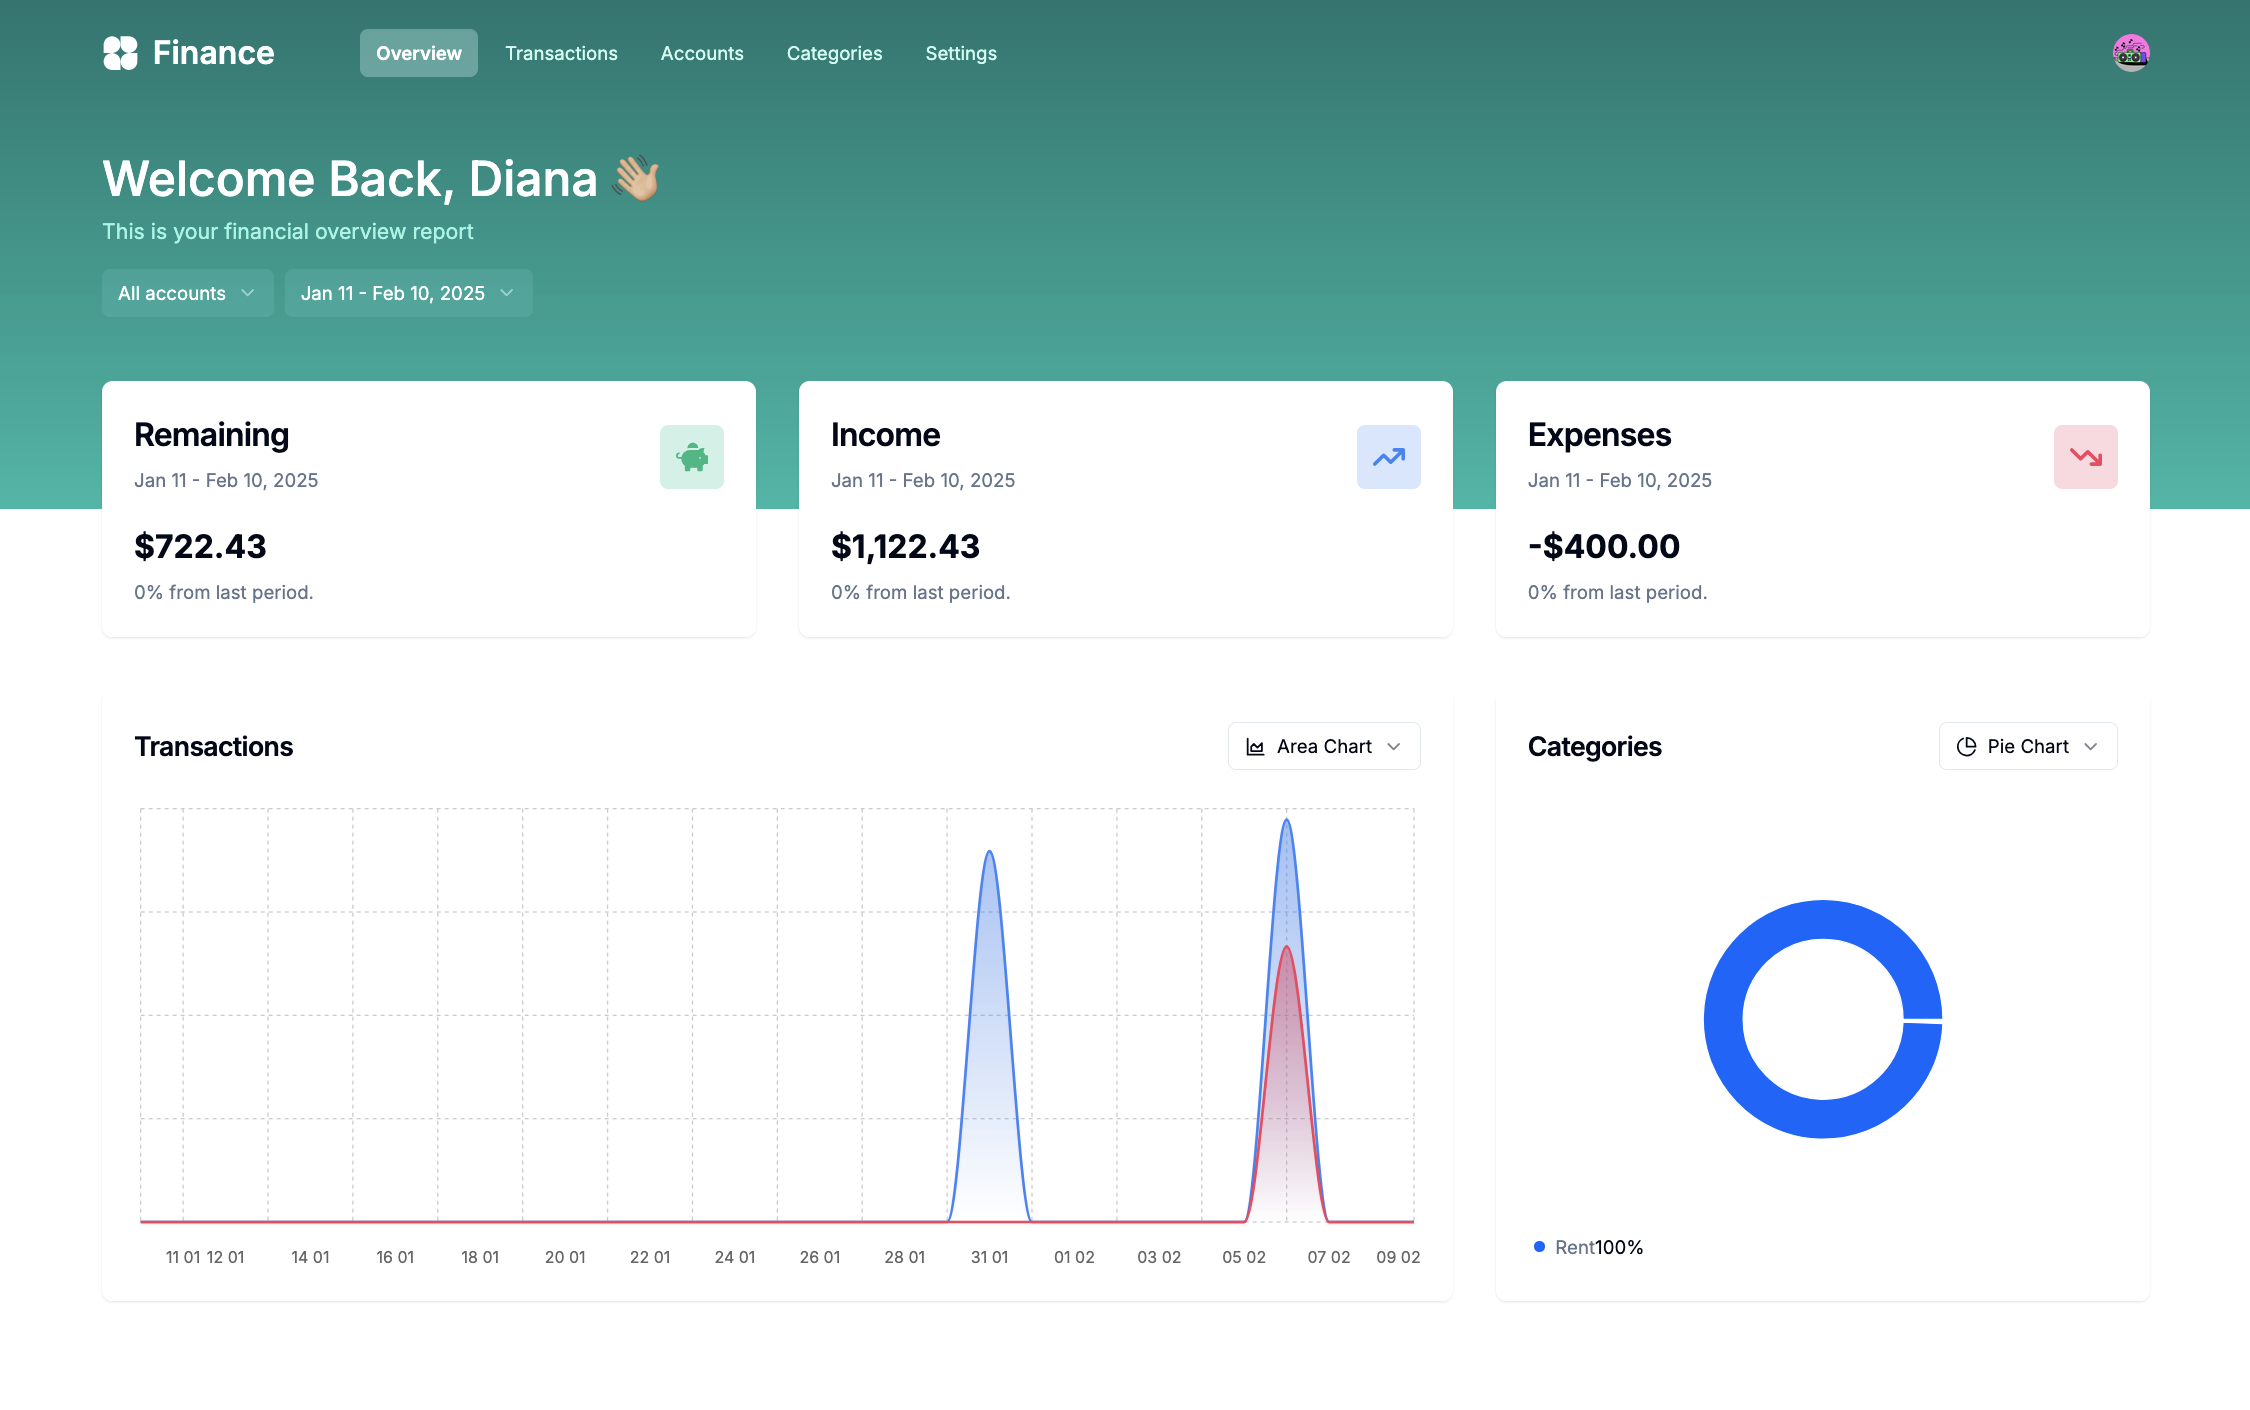 Finance
Overview
Transactions
Accounts
Categories
Settings
Welcome Back, Diana 👋🏼
This is your financial overview report
All accounts
Jan 11 - Feb 10, 2025
Remaining
Jan 11 - Feb 10, 2025
$722.43
0% from last period.
Income
Jan 11 - Feb 10, 2025
$1,122.43
0% from last period.
Expenses
Jan 11 - Feb 10, 2025
-$400.00
0% from last period.
Transactions
Area Chart
11 01 12 01 14 01 16 01 18 01 20 01 22 01 24 01 26 01 28 01 31 01 01 02 03 02 05 02 07 02 09 02
Categories
Pie Chart
Rent100%